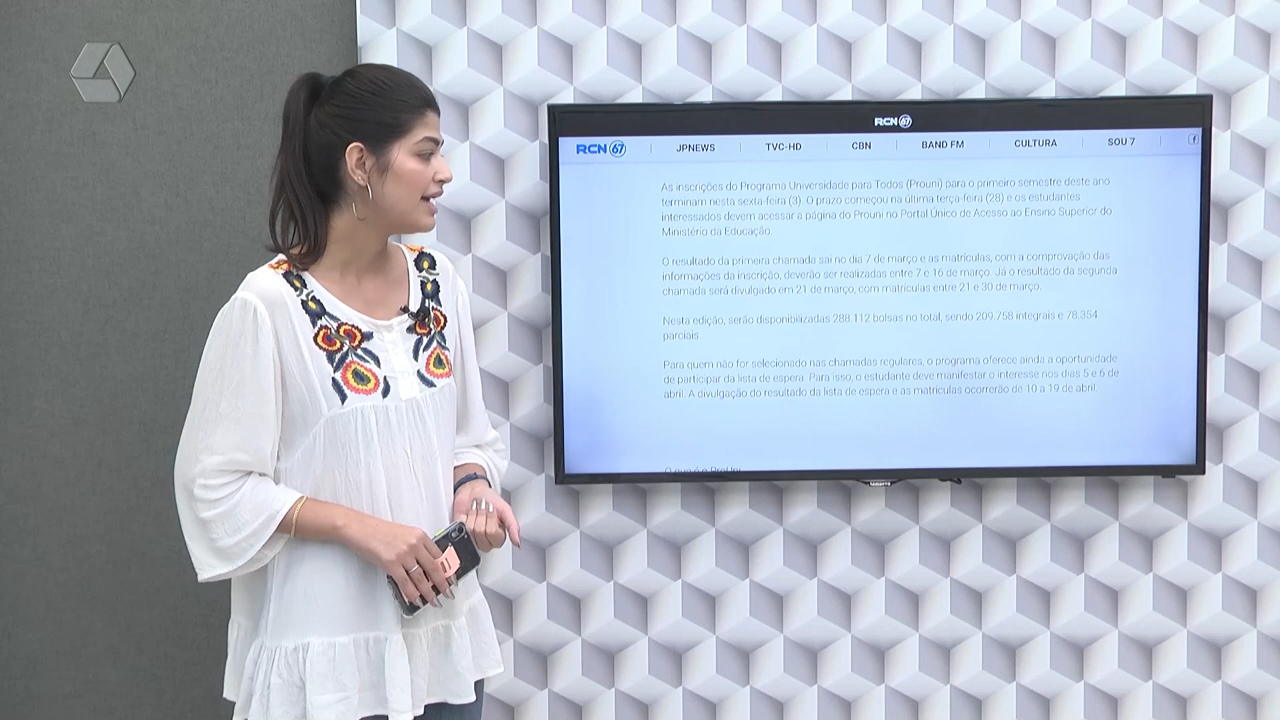 RCN 67
RCN 67
JPNEWS
TVC-HD
CBN
BAND FM
CULTURA
SOU 7
As inscrições do Programa Universidade para Todos (Prouni) para o primeiro semestre deste ano
terminam nesta sexta-feira (3). O prazo começou na última terça-feira (28) e os estudantes
interessados devem acessar a página do Prouni no Portal Único de Acesso ao Ensino Superior do
Ministério da Educação.
O resultado da primeira chamada sai no dia 7 de março e as matrículas, com a comprovação das
informações da inscrição, deverão ser realizadas entre 7 e 16 de março. Já o resultado da segunda
chamada será divulgado em 21 de março, com matrículas entre 21 e 30 de março.
Nesta edição, serão disponibilizadas 288.112 bolsas no total, sendo 209.758 integrais e 78.354
parciais.
Para quem não for selecionado nas chamadas regulares, o programa oferece ainda a oportunidade
de participar da lista de espera. Para isso, o estudante deve manifestar o interesse nos dias 5 e 6 de
abril. A divulgação do resultado da lista de espera e as matrículas ocorrerão de 10 a 19 de abril.
O que é o ProUni